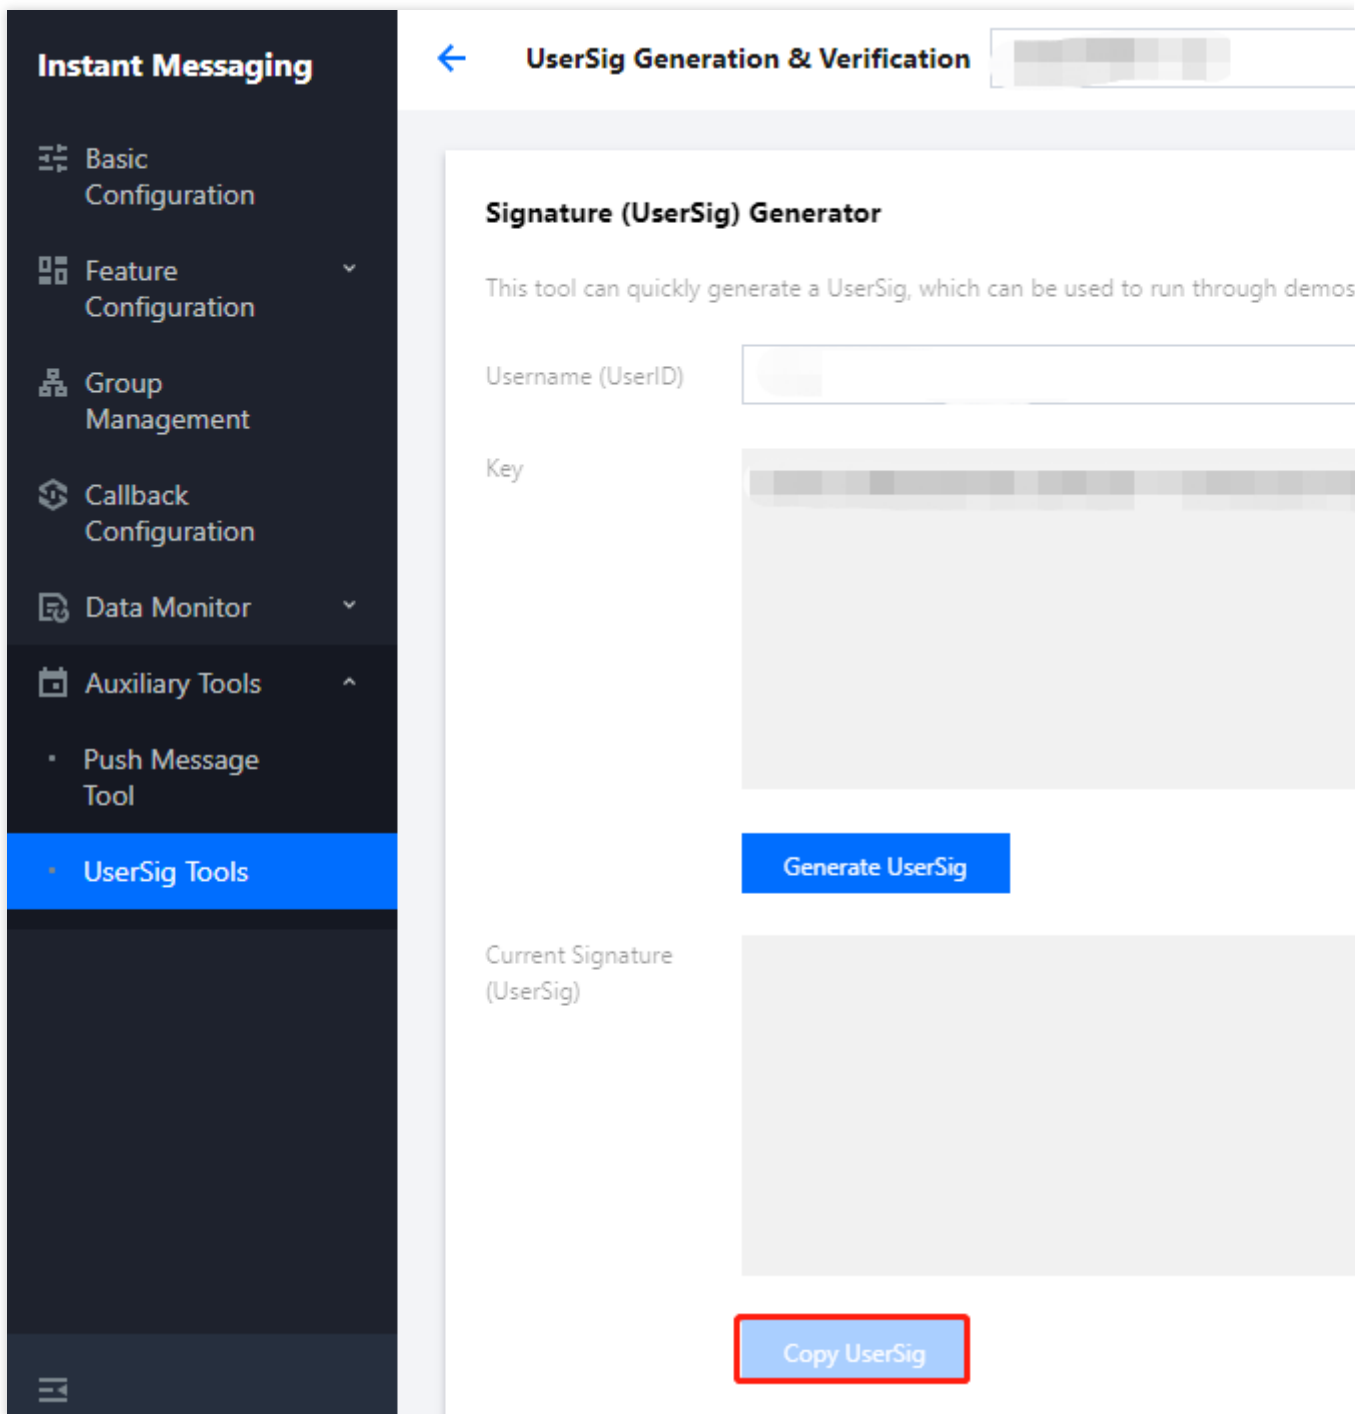 Instant Messaging
Basic
Configuration
Feature
Configuration
Group
Management
Callback
Configuration
Data Monitor
Auxiliary Tools
Push Message
Tool
UserSig Tools
UserSig Generation & Verification
Signature (UserSig) Generator
This tool can quickly generate a UserSig, which can be used to run through demos
Username (UserID)
Key
Generate UserSig
Current Signature
(UserSig)
Copy UserSig